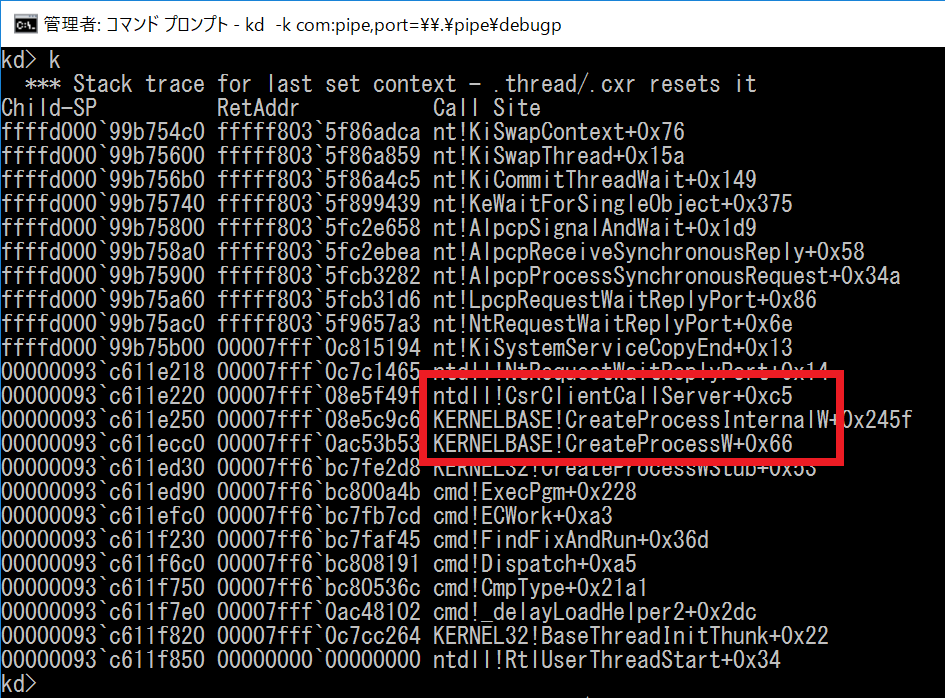 管理者: コマンド プロンプト - kd  -k com:pipe,port=¥¥.¥pipe¥debugp
kd> k
  *** Stack trace for last set context - .thread/.cxr resets it
Child-SP          RetAddr           Call Site
ffffd000`99b754c0 fffff803`5f86adca nt!KiSwapContext+0x76
ffffd000`99b75600 fffff803`5f86a859 nt!KiSwapThread+0x15a
ffffd000`99b756b0 fffff803`5f86a4c5 nt!KiCommitThreadWait+0x149
ffffd000`99b75740 fffff803`5f899439 nt!KeWaitForSingleObject+0x375
ffffd000`99b75800 fffff803`5fc2e658 nt!AlpcpSignalAndWait+0x1d9
ffffd000`99b758a0 fffff803`5fc2ebea nt!AlpcpReceiveSynchronousReply+0x58
ffffd000`99b75900 fffff803`5fcb3282 nt!AlpcpProcessSynchronousRequest+0x34a
ffffd000`99b75a60 fffff803`5fcb31d6 nt!LpcpRequestWaitReplyPort+0x86
ffffd000`99b75ac0 fffff803`5f9657a3 nt!NtRequestWaitReplyPort+0x6e
ffffd000`99b75b00 00007fff`0c815194 nt!KiSystemServiceCopyEnd+0x13
00000093`c611e218 00007fff`0c7c1465 ntdll!NtRequestWaitReplyPort+0x14
00000093`c611e220 00007fff`08e5f49f ntdll!CsrClientCallServer+0xc5
00000093`c611e250 00007fff`08e5c9c6 KERNELBASE!CreateProcessInternalW+0x245f
00000093`c611ecc0 00007fff`0ac53b53 KERNELBASE!CreateProcessW+0x66
00000093`c611ed30 00007ff6`bc7fe2d8 KERNEL32!CreateProcessWStub+0x53
00000093`c611ed90 00007ff6`bc800a4b cmd!ExecPgm+0x228
00000093`c611efc0 00007ff6`bc7fb7cd cmd!ECWork+0xa3
00000093`c611f230 00007ff6`bc7faf45 cmd!FindFixAndRun+0x36d
00000093`c611f6c0 00007ff6`bc808191 cmd!Dispatch+0xa5
00000093`c611f750 00007ff6`bc80536c cmd!CmpType+0x21a1
00000093`c611f7e0 00007fff`0ac48102 cmd!_delayLoadHelper2+0x2dc
00000093`c611f820 00007fff`0c7cc264 KERNEL32!BaseThreadInitThunk+0x22
00000093`c611f850 00000000`00000000 ntdll!RtlUserThreadStart+0x34
kd>